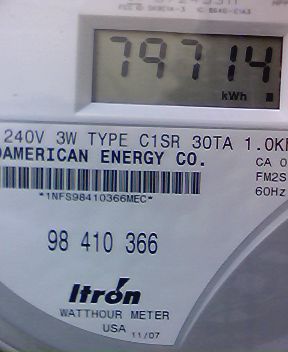 79714
kWh
240V 3W TYPE C1SR 30TA 1.0K
AMERICAN ENERGY CO.
CA 0
*1NFS98410366MEC*
FM2S
60Hz
98 410 366
Itrón
WATTHOUR METER
USA 11/07